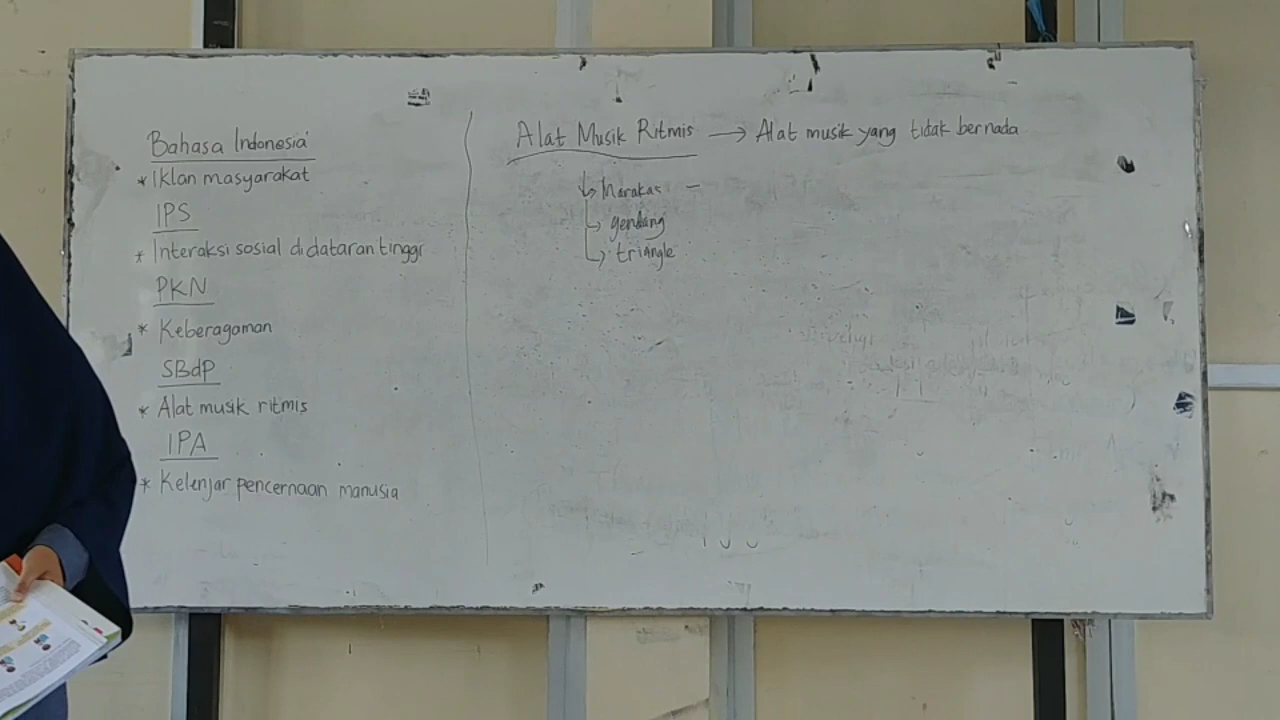 Bahasa Indonesia
* Iklan masyarakat
IPS
* Interaksi sosial di dataran tinggi
PKN
* Keberagaman
SBdP
* Alat musik ritmis
IPA
* Kelenjar pencernaan manusia
Alat Musik Ritmis → Alat musik yang tidak bernada
↳ Marakas -
↳ gendang
↳ triangle